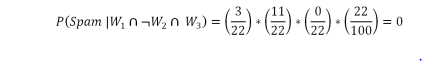 P(Spam |W₁ ∩ ¬W₂ ∩ W₃) = (3/22) * (11/22) * (0/22) * (22/100) = 0
.